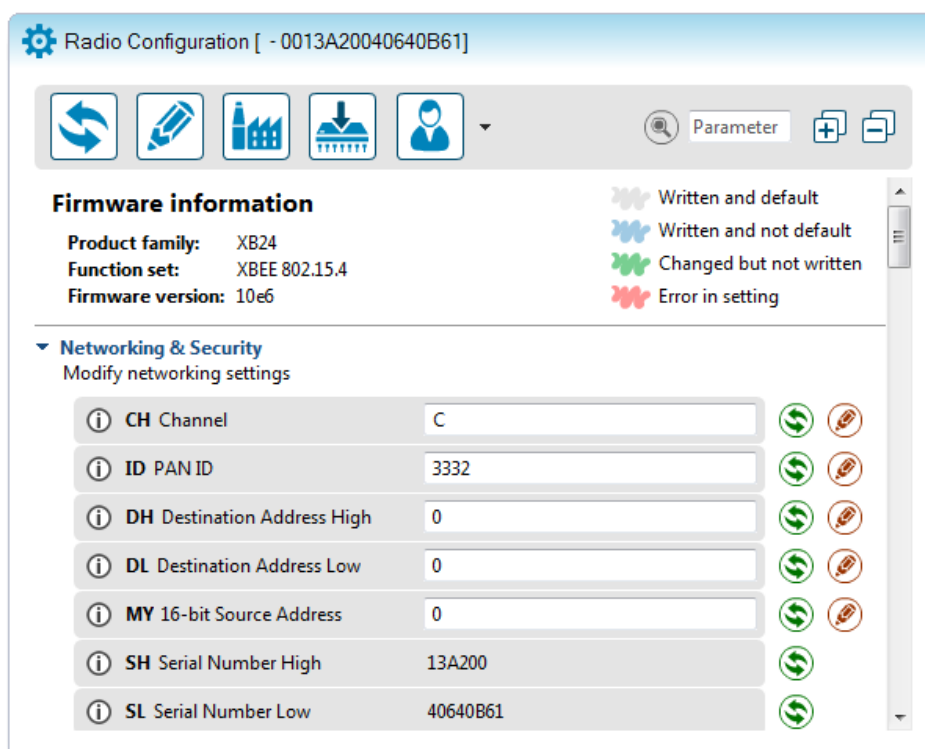 Radio Configuration [ - 0013A20040640B61]
Parameter
Firmware information
Product family: XB24
Function set: XBEE 802.15.4
Firmware version: 10e6
Written and default
Written and not default
Changed but not written
Error in setting
Networking & Security
Modify networking settings
CH Channel C
ID PAN ID 3332
DH Destination Address High 0
DL Destination Address Low 0
MY 16-bit Source Address 0
SH Serial Number High 13A200
SL Serial Number Low 40640B61